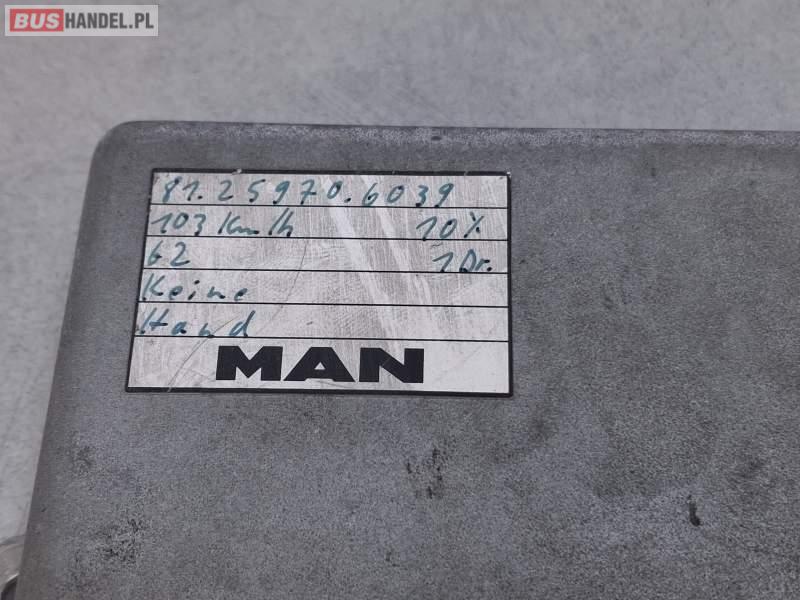 BUSHANDEL.PL
81.25970.6039
103 Km/h 10%
62 1Dr.
Keine
Hand
MAN